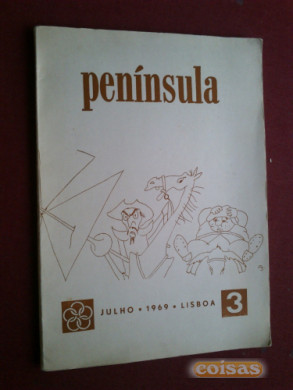 península
JULHO • 1969 • LISBOA 3
coisas